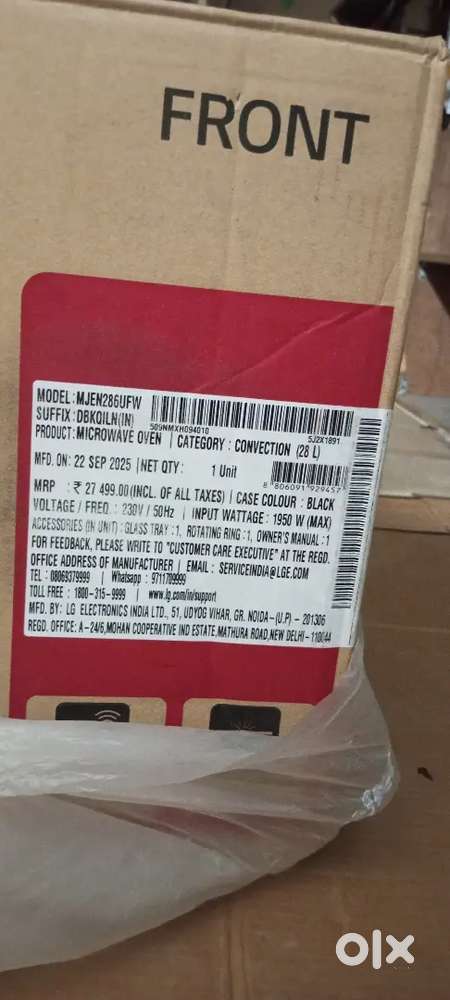 FRONT
MODEL: MJEN286UFW
SUFFIX: DBKQILN(IN)
509NMXH094010
5J2X1891
PRODUCT: MICROWAVE OVEN | CATEGORY : CONVECTION (28 L)
MFD. ON: 22 SEP 2025 | NET QTY: 1 Unit
8 806091 929457
MRP : ₹ 27 499.00(INCL. OF ALL TAXES) | CASE COLOUR : BLACK
VOLTAGE / FREQ. : 230V / 50Hz | INPUT WATTAGE : 1950 W (MAX)
ACCESSORIES (IN UNIT) : GLASS TRAY :1, ROTATING RING :1, OWNER'S MANUAL :1
FOR FEEDBACK, PLEASE WRITE TO "CUSTOMER CARE EXECUTIVE" AT THE REGD.
OFFICE ADDRESS OF MANUFACTURER | EMAIL : SERVICEINDIA@LGE.COM
TEL : 08069379999 | Whatsapp : 9711709999
TOLL FREE : 1800-315-9999 | www.lg.com/in/support
MFD. BY: LG ELECTRONICS INDIA LTD., 51, UDYOG VIHAR, GR. NOIDA-(U.P) - 201306
REGD. OFFICE: A-24/6, MOHAN COOPERATIVE IND ESTATE, MATHURA ROAD, NEW DELHI - 110044
olx